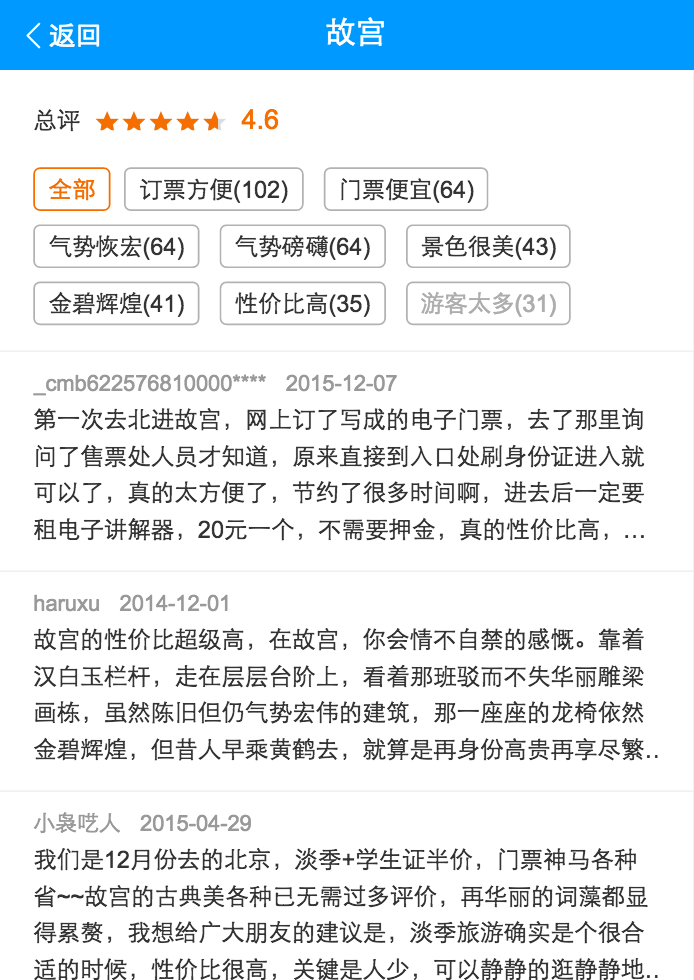 返回
故宫
总评 4.6
全部 订票方便(102) 门票便宜(64)
气势恢宏(64) 气势磅礴(64) 景色很美(43)
金碧辉煌(41) 性价比高(35) 游客太多(31)
_cmb622576810000**** 2015-12-07
第一次去北进故宫，网上订了写成的电子门票，去了那里询
问了售票处人员才知道，原来直接到入口处刷身份证进入就
可以了，真的太方便了，节约了很多时间啊，进去后一定要
租电子讲解器，20元一个，不需要押金，真的性价比高，…
haruxu 2014-12-01
故宫的性价比超级高，在故宫，你会情不自禁的感慨。靠着
汉白玉栏杆，走在层层台阶上，看着那班驳而不失华丽雕梁
画栋，虽然陈旧但仍气势宏伟的建筑，那一座座的龙椅依然
金碧辉煌，但昔人早乘黄鹤去，就算是再身份高贵再享尽繁..
小袅呓人 2015-04-29
我们是12月份去的北京，淡季+学生证半价，门票神马各种
省~~故宫的古典美各种已无需过多评价，再华丽的词藻都显
得累赘，我想给广大朋友的建议是，淡季旅游确实是个很合
适的时候，性价比很高，关键是人少，可以静静的逛静静地..